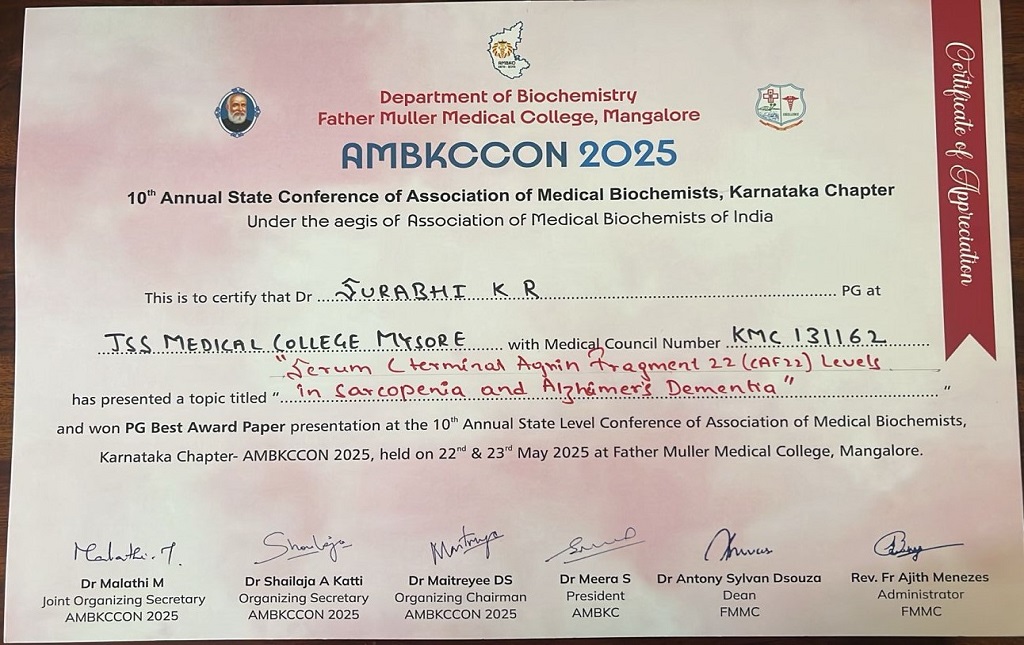 AMBKC
Department of Biochemistry
Father Muller Medical College, Mangalore
AMBKCCON 2025
10th Annual State Conference of Association of Medical Biochemists, Karnataka Chapter
Under the aegis of Association of Medical Biochemists of India
Certificate of Appreciation
This is to certify that Dr SURABHI K R PG at
JSS MEDICAL COLLEGE MYSORE with Medical Council Number KMC 131162
"Serum C terminal Agrin Fragment 22 (CAF22) Levels
has presented a topic titled " in Sarcopenia and Alzhimer's Dementia" "
and won PG Best Award Paper presentation at the 10th Annual State Level Conference of Association of Medical Biochemists,
Karnataka Chapter- AMBKCCON 2025, held on 22nd & 23rd May 2025 at Father Muller Medical College, Mangalore.
Malathi. M Shailaja Maitreya
Dr Malathi M Dr Shailaja A Katti Dr Maitreyee DS Dr Meera S Dr Antony Sylvan Dsouza Rev. Fr Ajith Menezes
Joint Organizing Secretary Organizing Secretary Organizing Chairman President Dean Administrator
AMBKCCON 2025 AMBKCCON 2025 AMBKCCON 2025 AMBKC FMMC FMMC